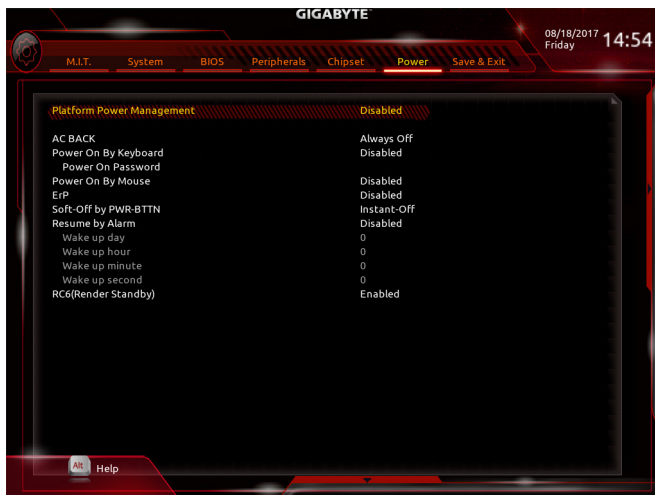 GIGABYTE™
08/18/2017
Friday
14:54
M.I.T. System BIOS Peripherals Chipset Power Save & Exit
Platform Power Management Disabled
AC BACK Always Off
Power On By Keyboard Disabled
Power On Password
Power On By Mouse Disabled
ErP Disabled
Soft-Off by PWR-BTTN Instant-Off
Resume by Alarm Disabled
Wake up day 0
Wake up hour 0
Wake up minute 0
Wake up second 0
RC6(Render Standby) Enabled
Alt Help